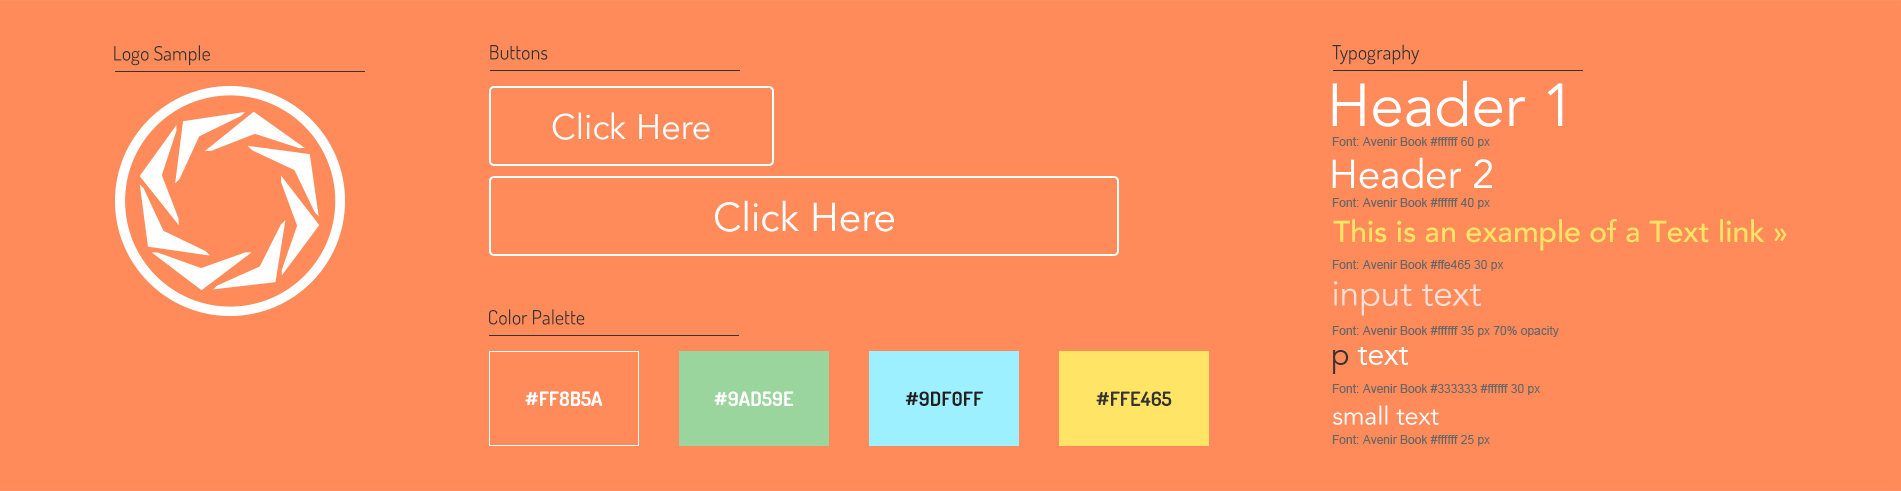 Logo Sample
Buttons
Click Here
Click Here
Color Palette
#FF8B5A
#9AD59E
#9DF0FF
#FFE465
Typography
Header 1
Font: Avenir Book #ffffff 60 px
Header 2
Font: Avenir Book #ffffff 40 px
This is an example of a Text link »
Font: Avenir Book #ffe465 30 px
input text
Font: Avenir Book #ffffff 35 px 70% opacity
p text
Font: Avenir Book #333333 #ffffff 30 px
small text
Font: Avenir Book #ffffff 25 px